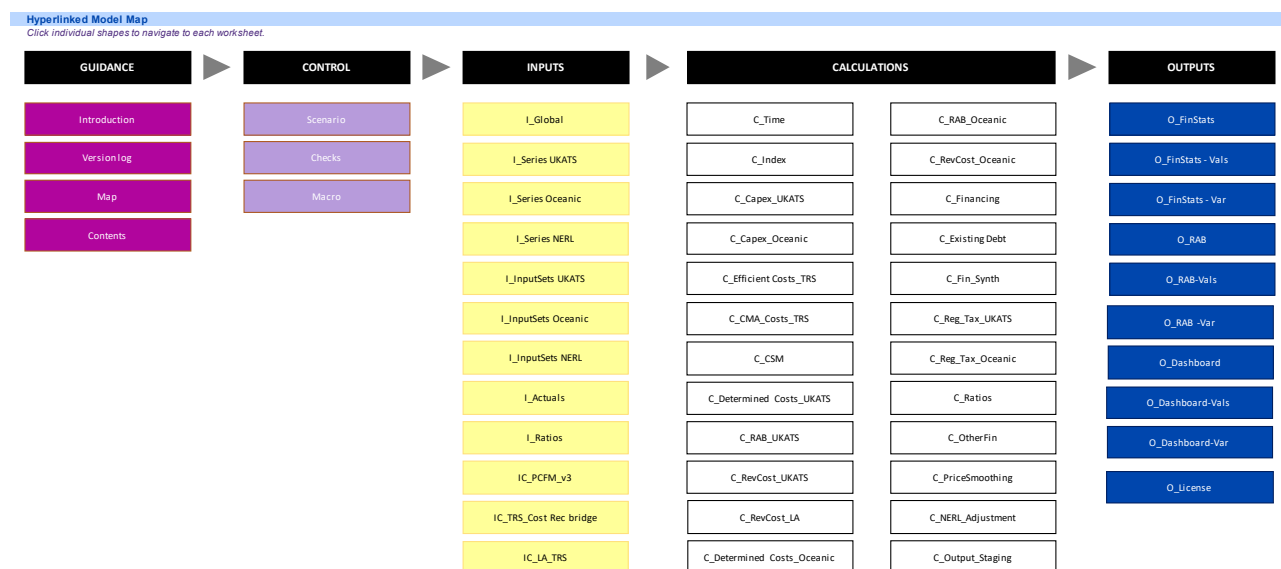 Hyperlinked Model Map
Click individual shapes to navigate to each worksheet.
GUIDANCE
Introduction
Version log
Map
Contents
CONTROL
Scenario
Checks
Macro
INPUTS
I_Global
I_Series UKATS
I_Series Oceanic
I_Series NERL
I_InputSets UKATS
I_InputSets Oceanic
I_InputSets NERL
I_Actuals
I_Ratios
IC_PCFM_v3
IC_TRS_Cost Rec bridge
IC_LA_TRS
CALCULATIONS
C_Time
C_Index
C_Capex_UKATS
C_Capex_Oceanic
C_Efficient Costs_TRS
C_CMA_Costs_TRS
C_CSM
C_Determined Costs_UKATS
C_RAB_UKATS
C_RevCost_UKATS
C_RevCost_LA
C_Determined Costs_Oceanic
C_RAB_Oceanic
C_RevCost_Oceanic
C_Financing
C_Existing Debt
C_Fin_Synth
C_Reg_Tax_UKATS
C_Reg_Tax_Oceanic
C_Ratios
C_OtherFin
C_PriceSmoothing
C_NERL_Adjustment
C_Output_Staging
OUTPUTS
O_FinStats
O_FinStats - Vals
O_FinStats - Var
O_RAB
O_RAB-Vals
O_RAB -Var
O_Dashboard
O_Dashboard-Vals
O_Dashboard-Var
O_License